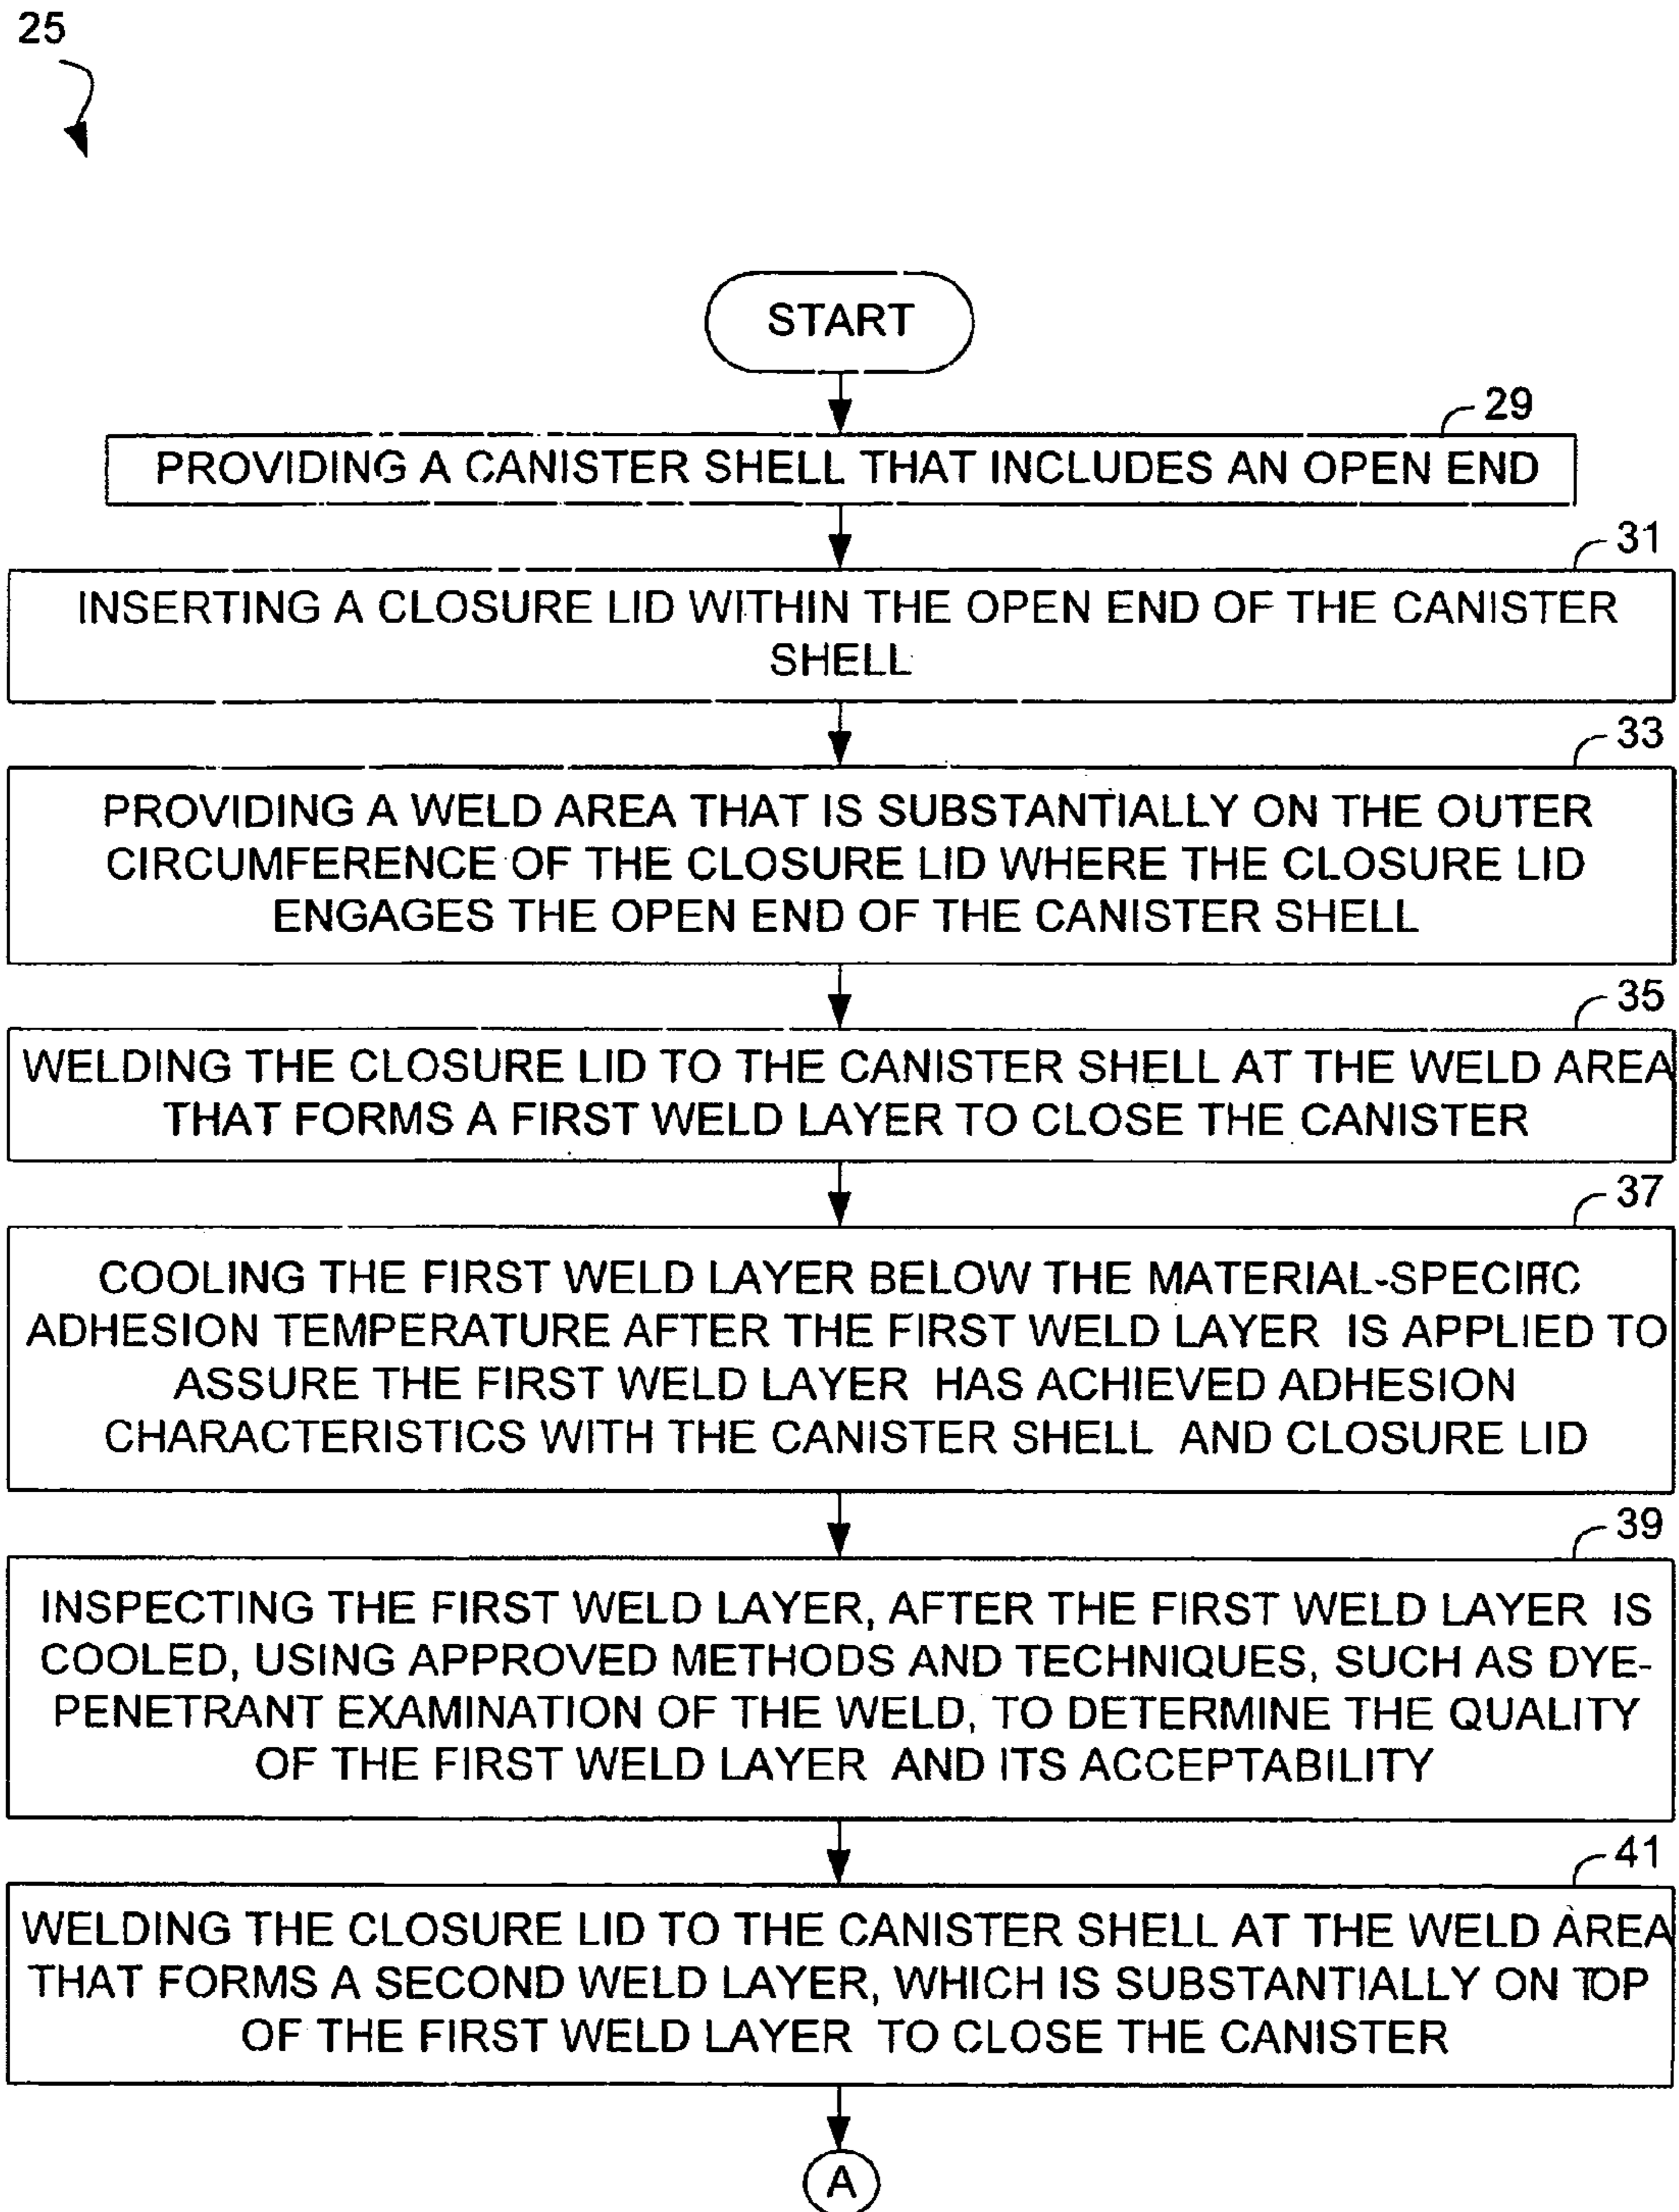 25
START
29
PROVIDING A CANISTER SHELL THAT INCLUDES AN OPEN END
31
INSERTING A CLOSURE LID WITHIN THE OPEN END OF THE CANISTER
SHELL
33
PROVIDING A WELD AREA THAT IS SUBSTANTIALLY ON THE OUTER
CIRCUMFERENCE OF THE CLOSURE LID WHERE THE CLOSURE LID
ENGAGES THE OPEN END OF THE CANISTER SHELL
35
WELDING THE CLOSURE LID TO THE CANISTER SHELL AT THE WELD AREA
THAT FORMS A FIRST WELD LAYER TO CLOSE THE CANISTER
37
COOLING THE FIRST WELD LAYER BELOW THE MATERIAL-SPECIFIC
ADHESION TEMPERATURE AFTER THE FIRST WELD LAYER IS APPLIED TO
ASSURE THE FIRST WELD LAYER HAS ACHIEVED ADHESION
CHARACTERISTICS WITH THE CANISTER SHELL AND CLOSURE LID
39
INSPECTING THE FIRST WELD LAYER, AFTER THE FIRST WELD LAYER IS
COOLED, USING APPROVED METHODS AND TECHNIQUES, SUCH AS DYE-
PENETRANT EXAMINATION OF THE WELD, TO DETERMINE THE QUALITY
OF THE FIRST WELD LAYER AND ITS ACCEPTABILITY
41
WELDING THE CLOSURE LID TO THE CANISTER SHELL AT THE WELD AREA
THAT FORMS A SECOND WELD LAYER, WHICH IS SUBSTANTIALLY ON TOP
OF THE FIRST WELD LAYER TO CLOSE THE CANISTER
A